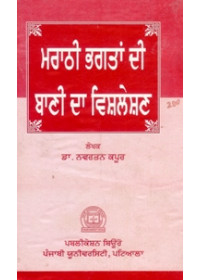 ਮਰਾਠੀ ਭਗਤਾਂ ਦੀ
ਬਾਣੀ ਦਾ ਵਿਸ਼ਲੇਸ਼ਣ
ਲੇਖਕ
ਡਾ. ਨਵਰਤਨ ਕਪੂਰ
ਪਬਲੀਕੇਸ਼ਨ ਬਿਊਰੋ
ਪੰਜਾਬੀ ਯੂਨੀਵਰਸਿਟੀ, ਪਟਿਆਲਾ